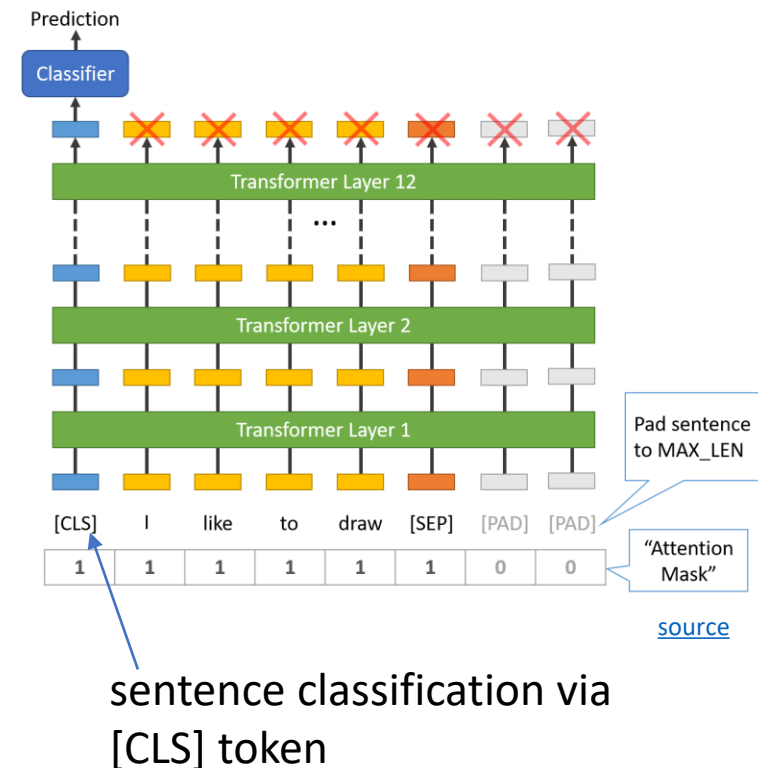 Prediction
Classifier
Transformer Layer 12
...
Transformer Layer 2
Transformer Layer 1
Pad sentence
to MAX_LEN
[CLS] I like to draw [SEP] [PAD] [PAD]
1 1 1 1 1 1 0 0
“Attention
Mask”
source
sentence classification via
[CLS] token